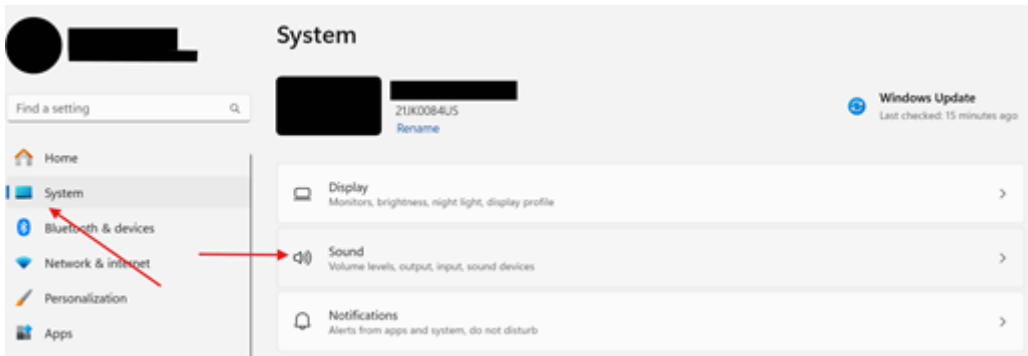 System
21JK0084US
Rename
Windows Update
Last checked: 15 minutes ago
Find a setting
Home
System
Bluetooth & devices
Network & internet
Personalization
Apps
Display
Monitors, brightness, night light, display profile
Sound
Volume levels, output, input, sound devices
Notifications
Alerts from apps and system, do not disturb